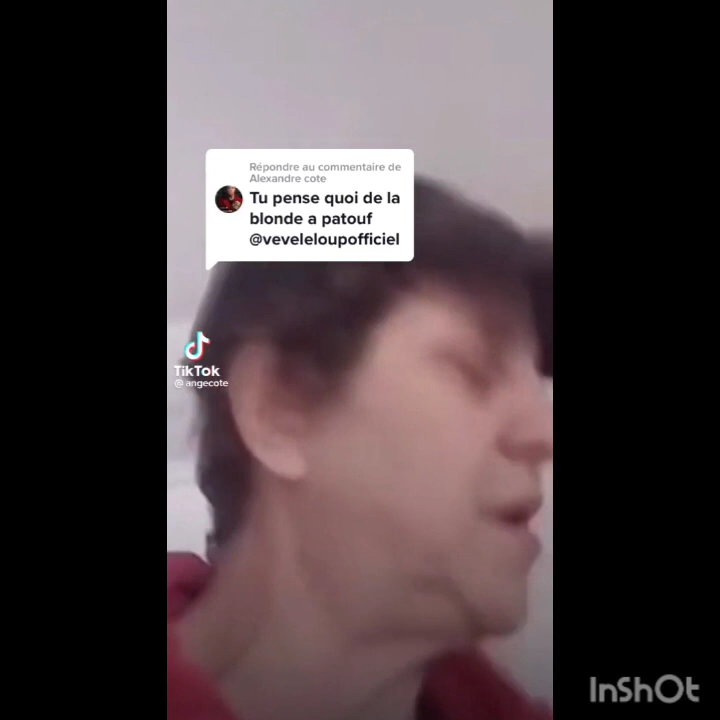 Répondre au commentaire de
Alexandre cote
Tu pense quoi de la
blonde a patouf
@veveleloupofficiel
TikTok
@angecote
InShOt